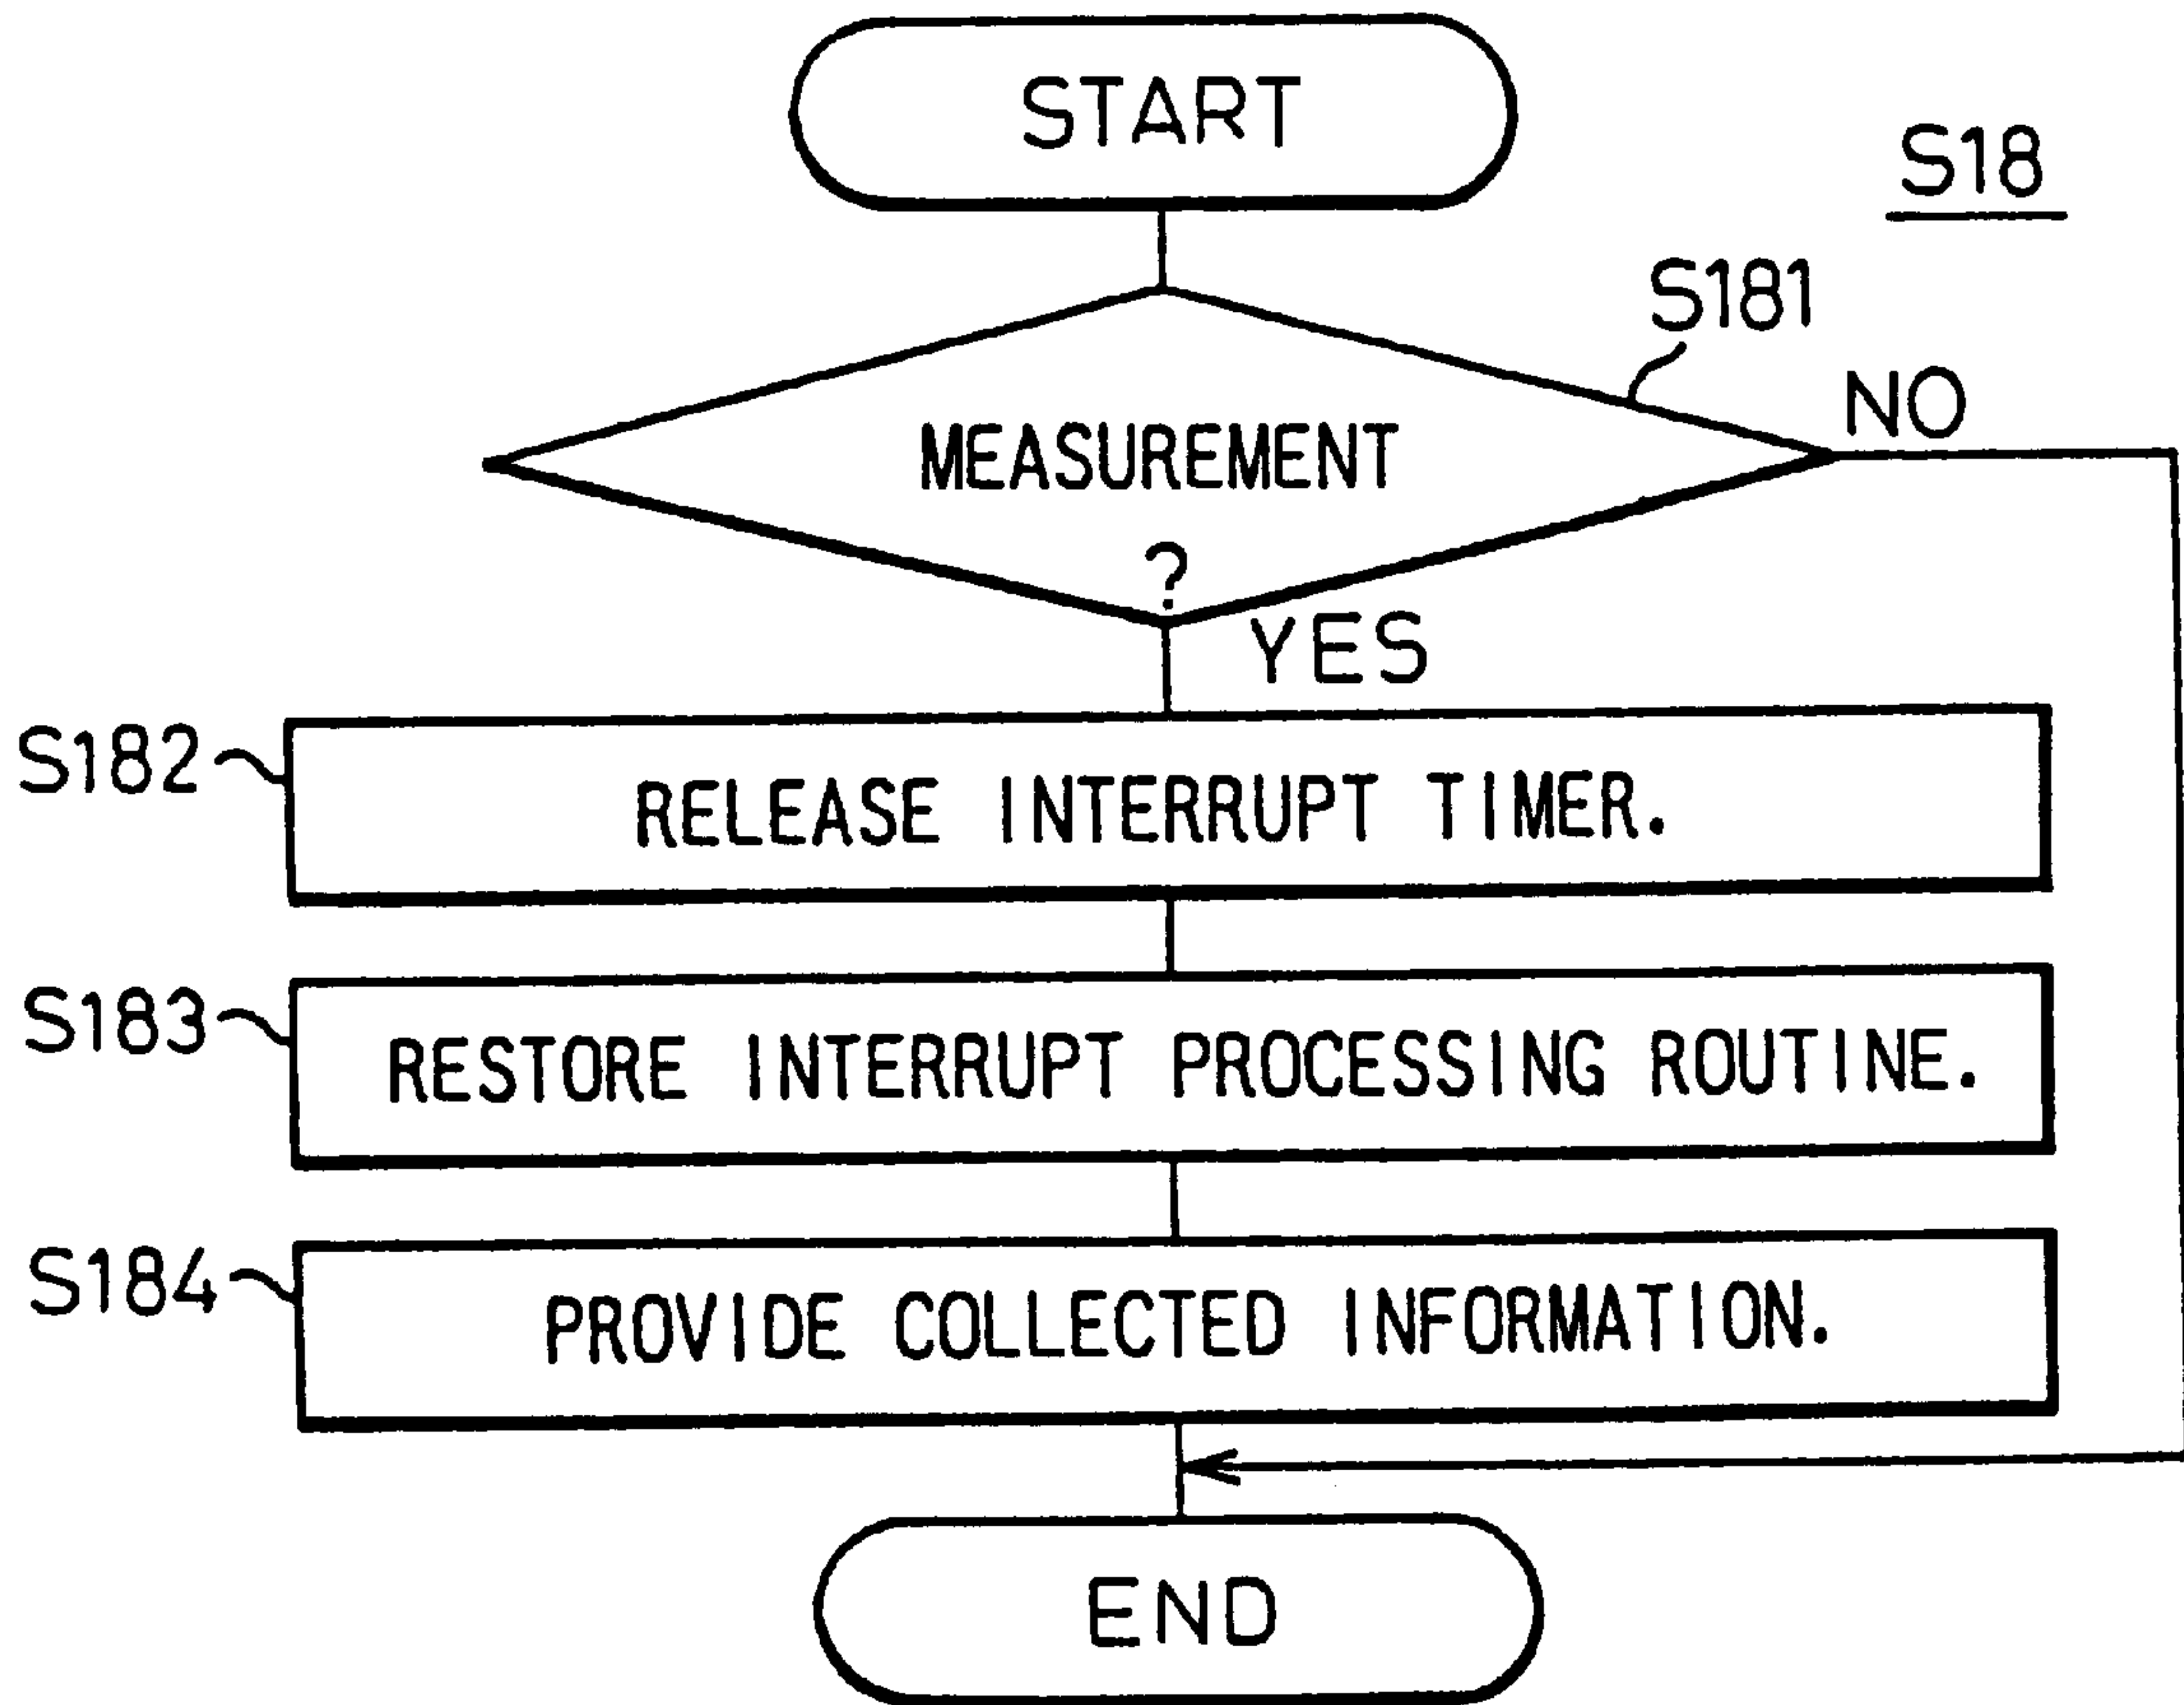 START
S18
S181
NO
MEASUREMENT
?
YES
S182
RELEASE INTERRUPT TIMER.
S183
RESTORE INTERRUPT PROCESSING ROUTINE.
S184
PROVIDE COLLECTED INFORMATION.
END